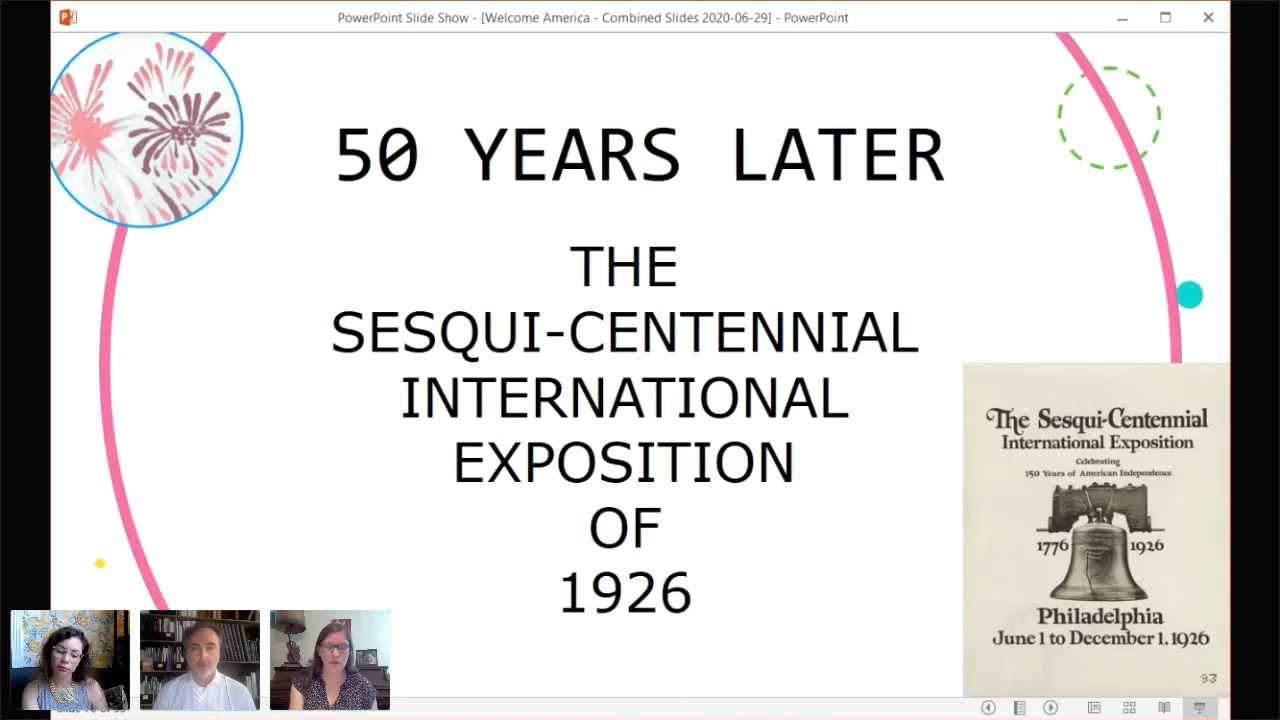 PowerPoint Slide Show - [Welcome America - Combined Slides 2020-06-29] - PowerPoint
50 YEARS LATER
THE
SESQUI-CENTENNIAL
INTERNATIONAL
EXPOSITION
OF
1926
The Sesqui-Centennial
International Exposition
Celebrating
150 Years of American Independence
1776 1926
Philadelphia
June 1 to December 1, 1926
93